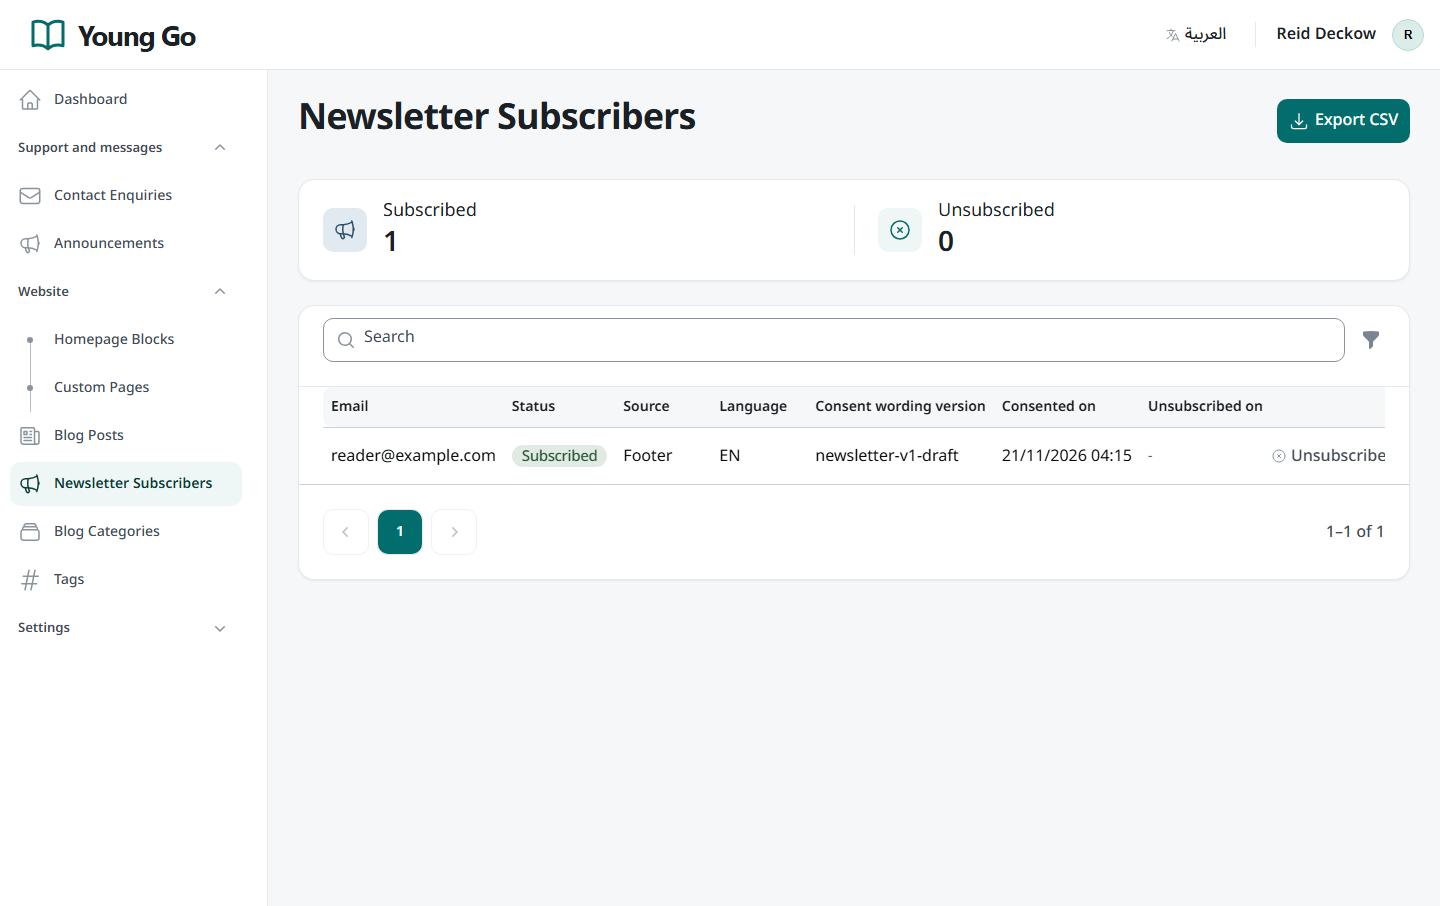 Young Go
العربية
Reid Deckow
R
Dashboard
Support and messages
Contact Enquiries
Announcements
Website
Homepage Blocks
Custom Pages
Blog Posts
Newsletter Subscribers
Blog Categories
Tags
Settings
Newsletter Subscribers
Export CSV
Subscribed
1
Unsubscribed
0
Search
Email Status Source Language Consent wording version Consented on Unsubscribed on
reader@example.com Subscribed Footer EN newsletter-v1-draft 21/11/2026 04:15 - Unsubscribe
1
1–1 of 1